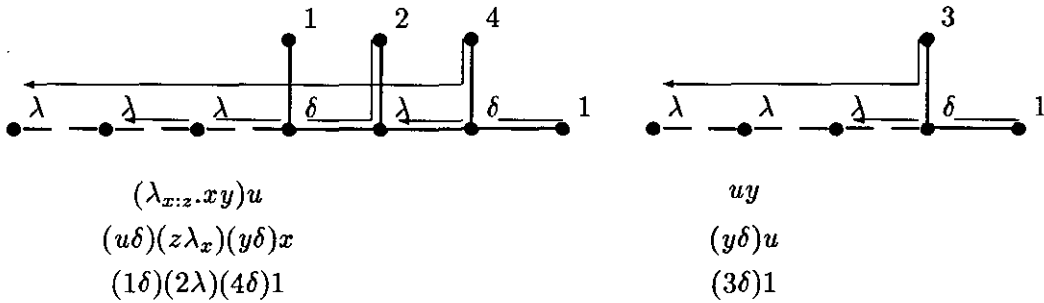 1 2 4 3
λ λ λ δ λ δ 1 λ λ λ δ 1
(λ_{x:z}.xy)u uy
(uδ)(zλ_x)(yδ)x (yδ)u
(1δ)(2λ)(4δ)1 (3δ)1